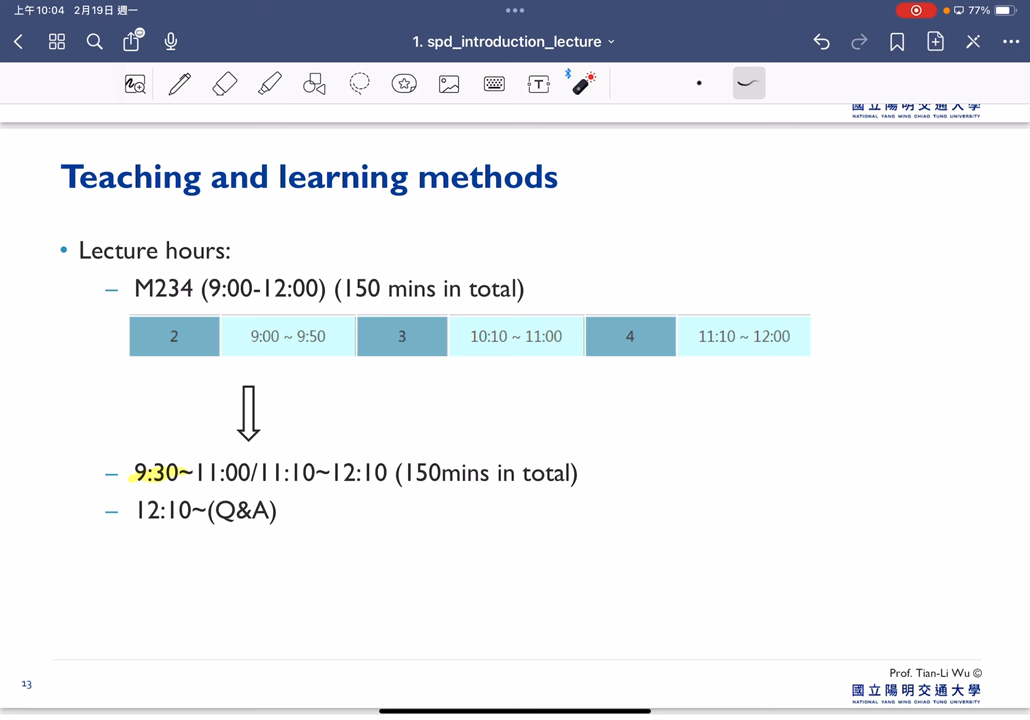 上午10:04 2月19日 週一
77%
1. spd_introduction_lecture
國立陽明交通大學
NATIONAL YANG MING CHIAO TUNG UNIVERSITY
Teaching and learning methods
• Lecture hours:
– M234 (9:00-12:00) (150 mins in total)
2 9:00 ~ 9:50 3 10:10 ~ 11:00 4 11:10 ~ 12:00
– 9:30~11:00/11:10~12:10 (150mins in total)
– 12:10~(Q&A)
Prof. Tian-Li Wu ©
13
國立陽明交通大學
NATIONAL YANG MING CHIAO TUNG UNIVERSITY